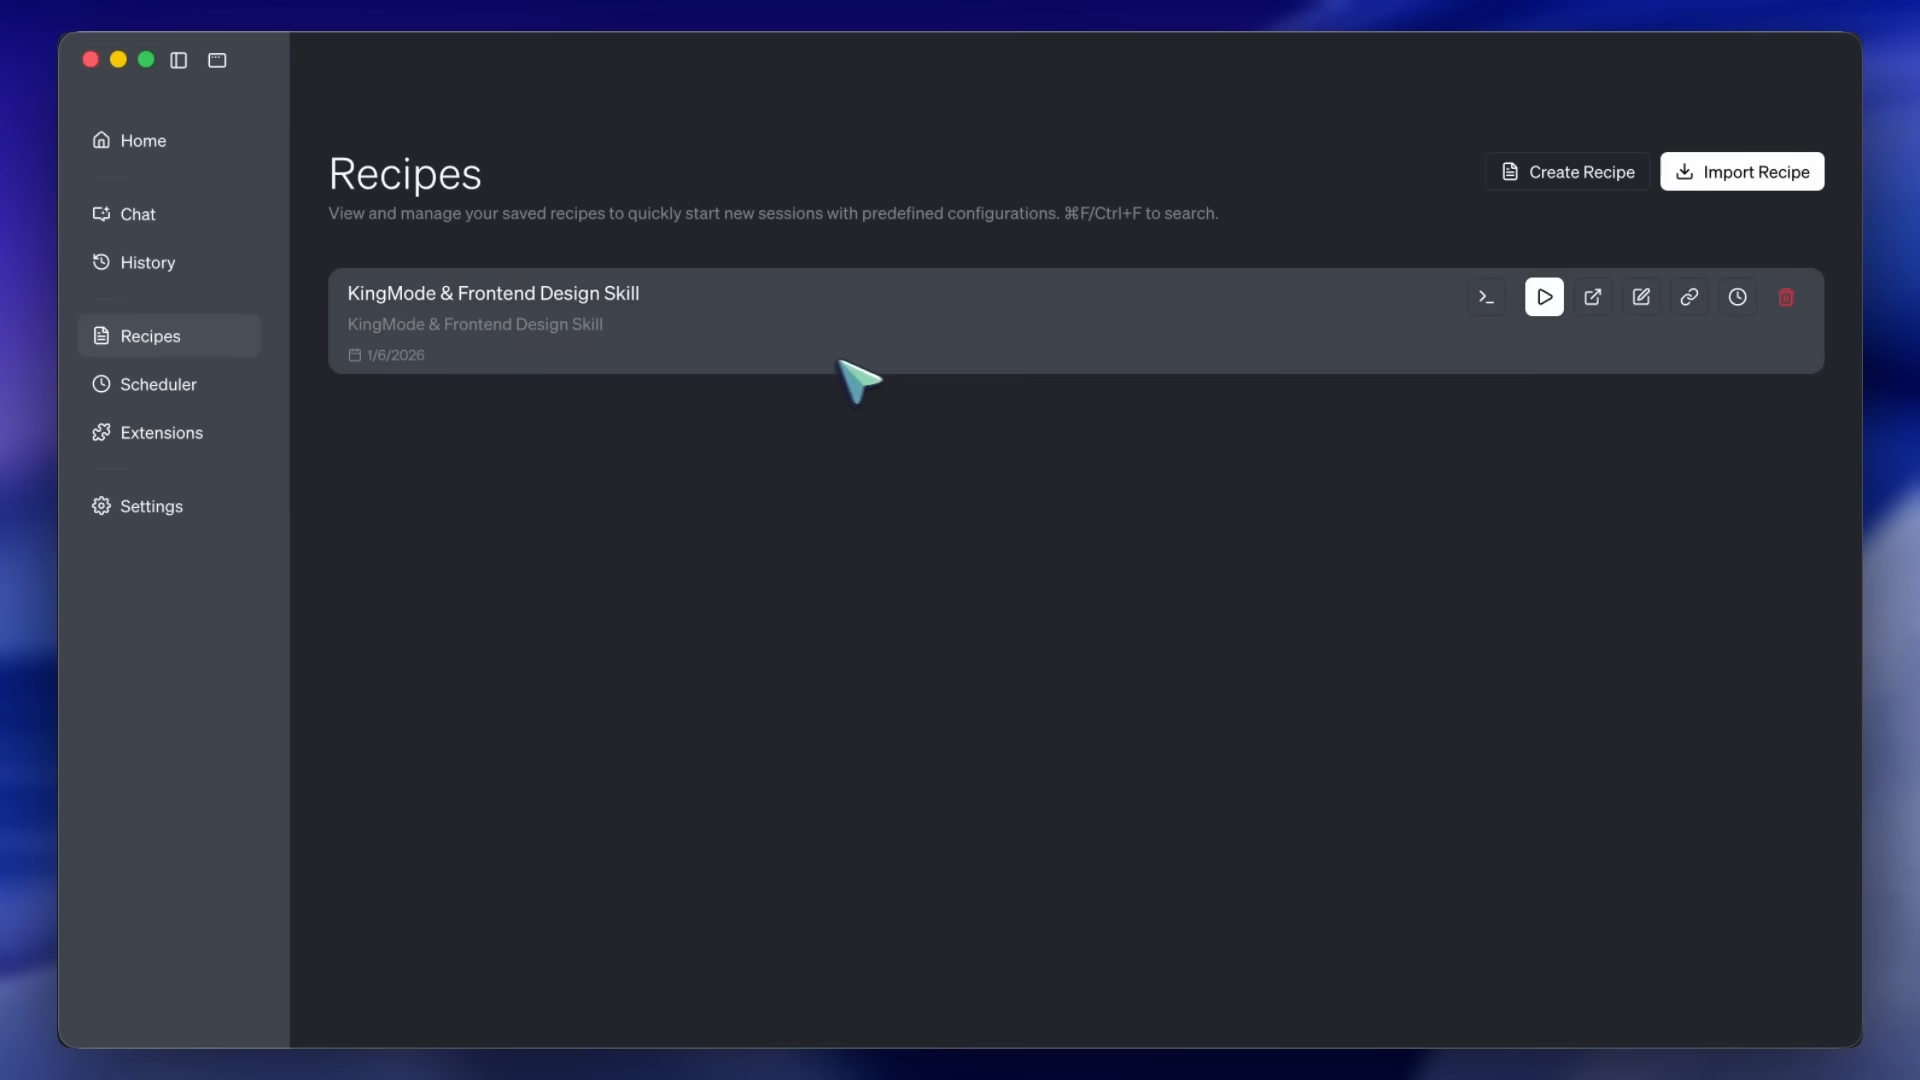 Home
Chat
History
Recipes
Scheduler
Extensions
Settings
Recipes
Create Recipe
Import Recipe
View and manage your saved recipes to quickly start new sessions with predefined configurations. ⌘F/Ctrl+F to search.
KingMode & Frontend Design Skill
KingMode & Frontend Design Skill
1/6/2026